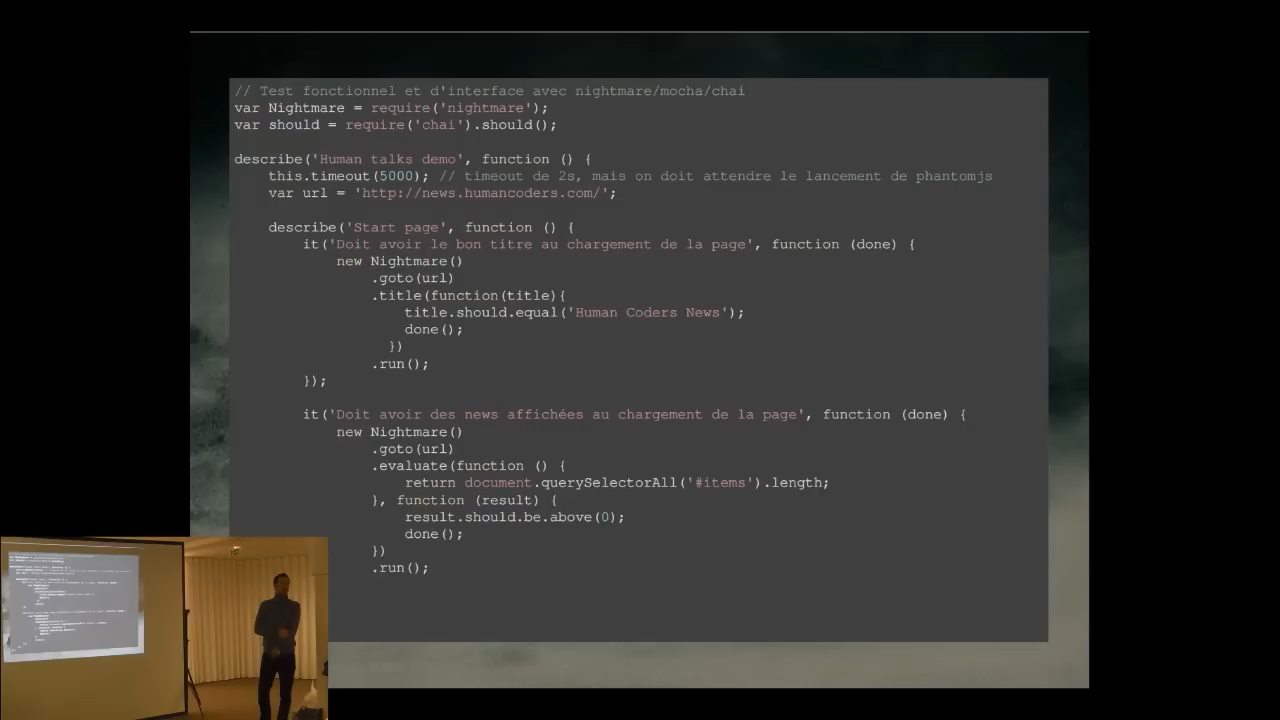 // Test fonctionnel et d'interface avec nightmare/mocha/chai
var Nightmare = require('nightmare');
var should = require('chai').should();
describe('Human talks demo', function () {
this.timeout(5000); // timeout de 2s, mais on doit attendre le lancement de phantomjs
var url = 'http://news.humancoders.com/';
describe('Start page', function () {
it('Doit avoir le bon titre au chargement de la page', function (done) {
new Nightmare()
.goto(url)
.title(function(title){
title.should.equal('Human Coders News');
done();
})
.run();
});
it('Doit avoir des news affichées au chargement de la page', function (done) {
new Nightmare()
.goto(url)
.evaluate(function () {
return document.querySelectorAll('#items').length;
}, function (result) {
result.should.be.above(0);
done();
})
.run();